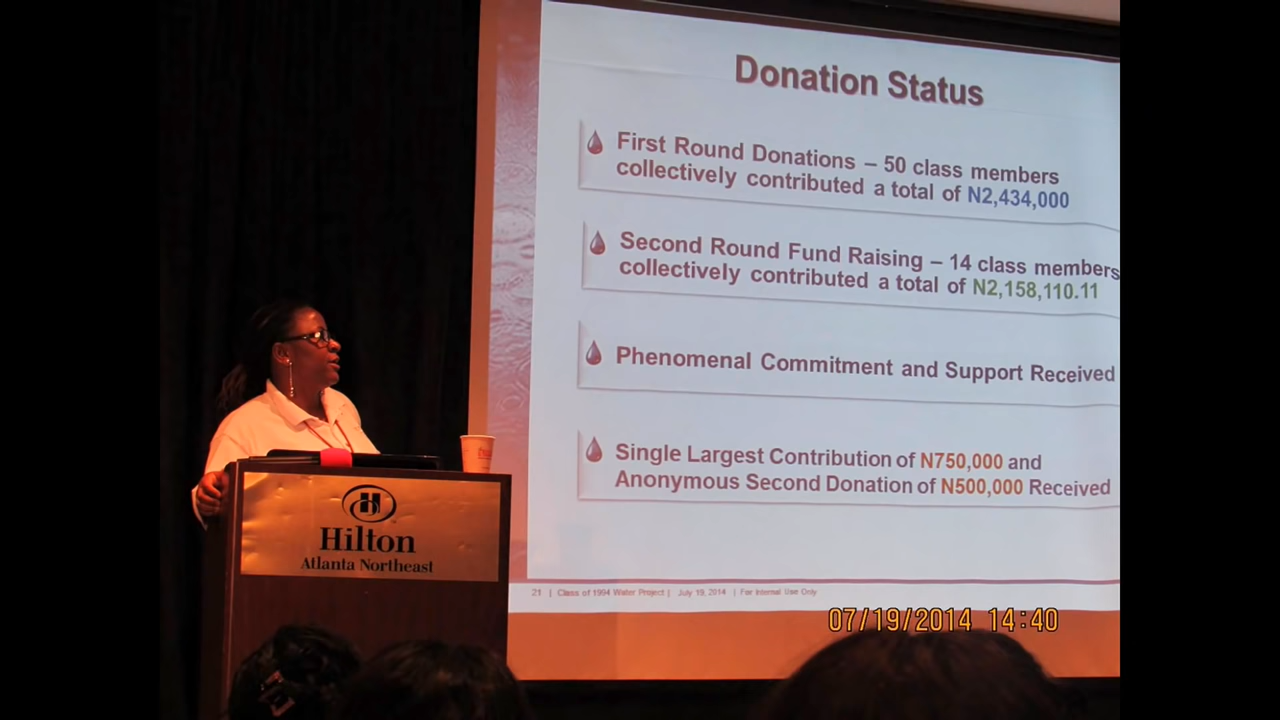 Donation Status
First Round Donations – 50 class members
collectively contributed a total of N2,434,000
Second Round Fund Raising – 14 class members
collectively contributed a total of N2,158,110.11
Phenomenal Commitment and Support Received
Single Largest Contribution of N750,000 and
Anonymous Second Donation of N500,000 Received
21 | Class of 1994 Water Project | July 19, 2014 | For Internal Use Only
07/19/2014 14:40
H
Hilton
Atlanta Northeast